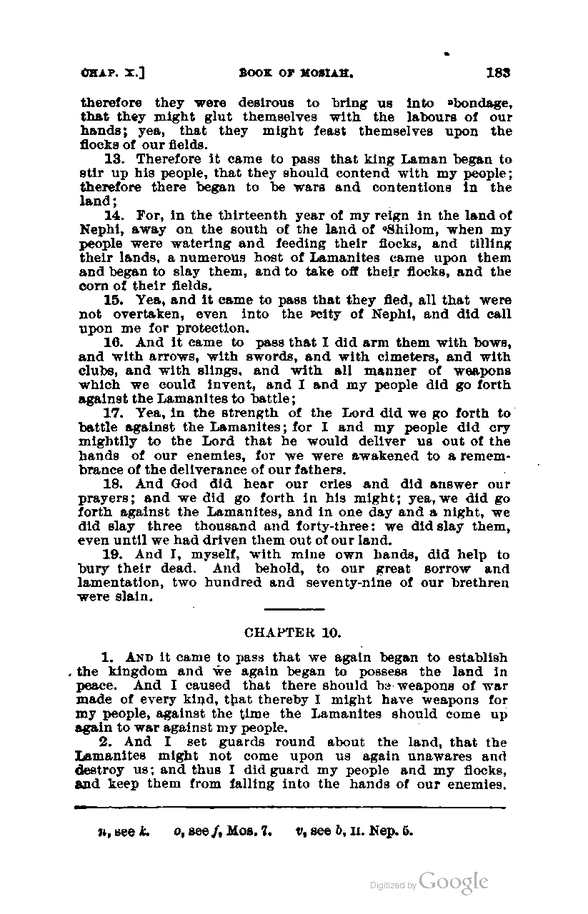 CHAP. X.] BOOK OF MOSIAH. 183
therefore they were desirous to bring us into ⁿbondage,
that they might glut themselves with the labours of our
hands; yea, that they might feast themselves upon the
flocks of our fields.
13. Therefore it came to pass that king Laman began to
stir up his people, that they should contend with my people;
therefore there began to be wars and contentions in the
land;
14. For, in the thirteenth year of my reign in the land of
Nephi, away on the south of the land of ᵒShilom, when my
people were watering and feeding their flocks, and tilling
their lands, a numerous host of Lamanites came upon them
and began to slay them, and to take off their flocks, and the
corn of their fields.
15. Yea, and it came to pass that they fled, all that were
not overtaken, even into the ᵖcity of Nephi, and did call
upon me for protection.
16. And it came to pass that I did arm them with bows,
and with arrows, with swords, and with cimeters, and with
clubs, and with slings, and with all manner of weapons
which we could invent, and I and my people did go forth
against the Lamanites to battle;
17. Yea, in the strength of the Lord did we go forth to
battle against the Lamanites; for I and my people did cry
mightily to the Lord that he would deliver us out of the
hands of our enemies, for we were awakened to a remem-
brance of the deliverance of our fathers.
18. And God did hear our cries and did answer our
prayers; and we did go forth in his might; yea, we did go
forth against the Lamanites, and in one day and a night, we
did slay three thousand and forty-three: we did slay them,
even until we had driven them out of our land.
19. And I, myself, with mine own hands, did help to
bury their dead. And behold, to our great sorrow and
lamentation, two hundred and seventy-nine of our brethren
were slain.
CHAPTER 10.
1. AND it came to pass that we again began to establish
the kingdom and we again began to possess the land in
peace. And I caused that there should be weapons of war
made of every kind, that thereby I might have weapons for
my people, against the time the Lamanites should come up
again to war against my people.
2. And I set guards round about the land, that the
Lamanites might not come upon us again unawares and
destroy us; and thus I did guard my people and my flocks,
and keep them from falling into the hands of our enemies.
n, see k. o, see f, Mos. 7. p, see b, II. Nep. 5.
Digitized by Google